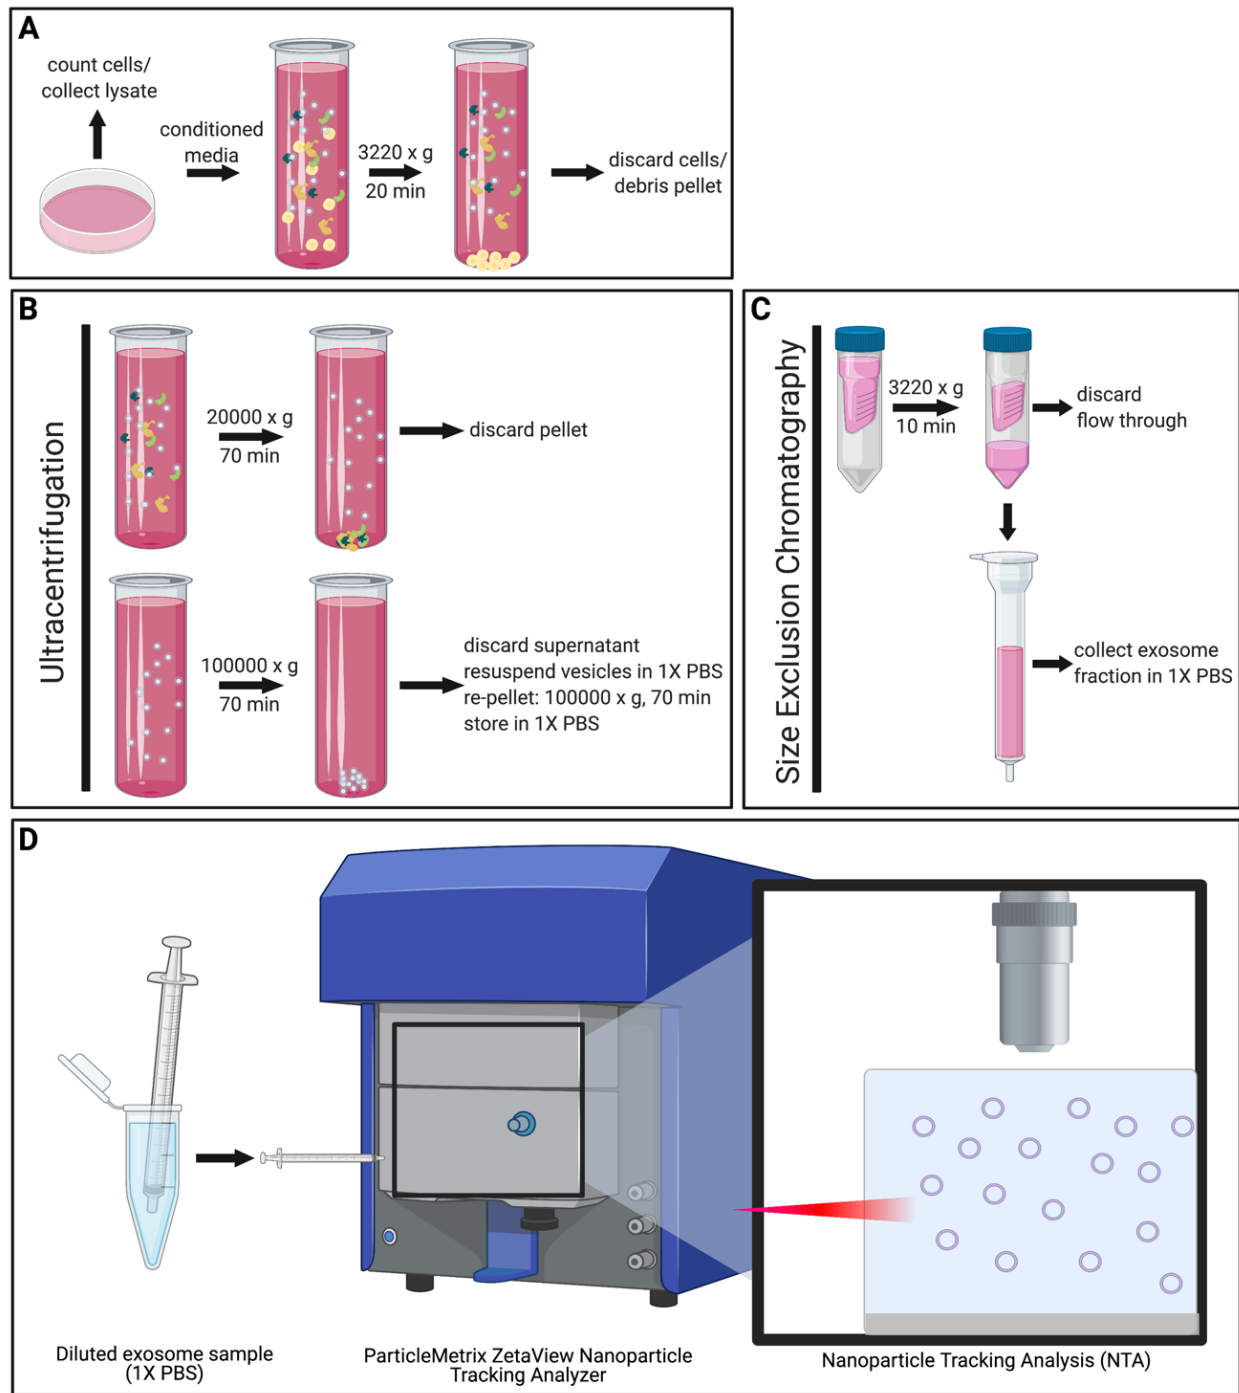 A
count cells/
collect lysate
conditioned
media
3220 x g
20 min
discard cells/
debris pellet
B
Ultracentrifugation
20000 x g
70 min
discard pellet
100000 x g
70 min
discard supernatant
resuspend vesicles in 1X PBS
re-pellet: 100000 x g, 70 min
store in 1X PBS
C
Size Exclusion Chromatography
3220 x g
10 min
discard
flow through
collect exosome
fraction in 1X PBS
D
Diluted exosome sample
(1X PBS)
ParticleMetrix ZetaView Nanoparticle
Tracking Analyzer
Nanoparticle Tracking Analysis (NTA)